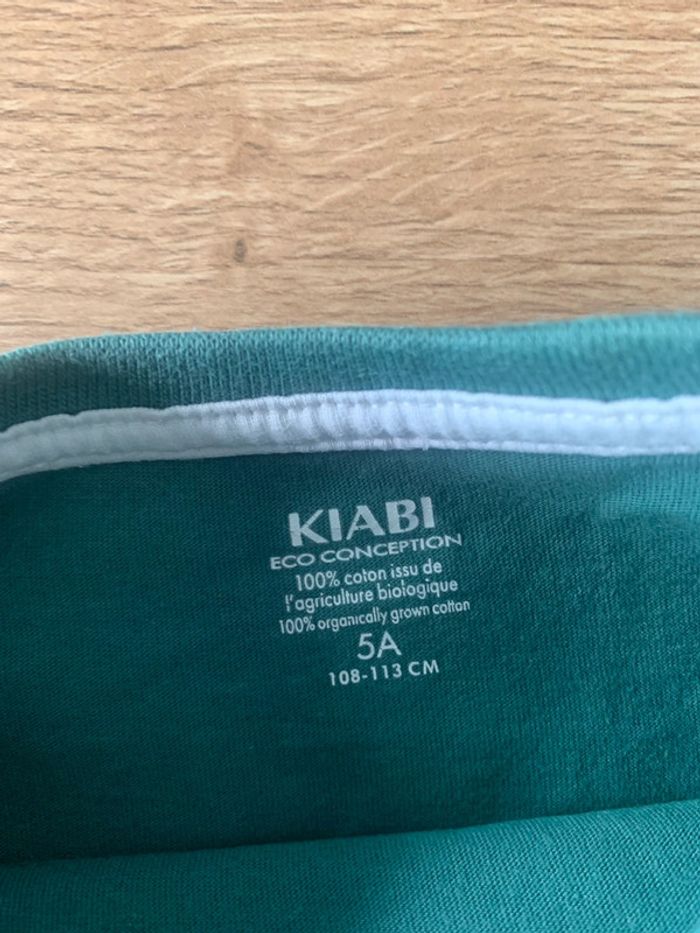 KIABI
ECO CONCEPTION
100% coton issu de
l'agriculture biologique
100% organically grown cotton
5A
108-113 CM